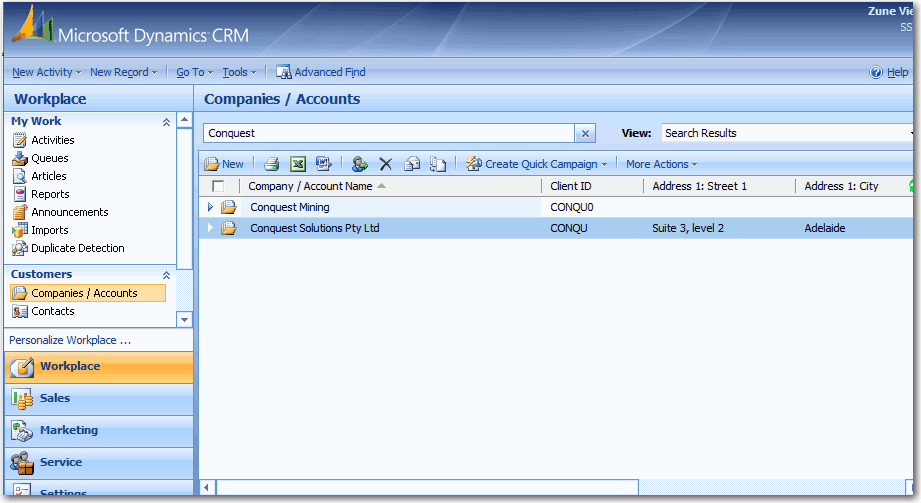 Microsoft Dynamics CRM
Zune Vie
SS
New Activity New Record Go To Tools Advanced Find Help
Workplace
Companies / Accounts
My Work
Activities
Queues
Articles
Reports
Announcements
Imports
Duplicate Detection
Customers
Companies / Accounts
Contacts
Personalize Workplace ...
Workplace
Sales
Marketing
Service
Settings
Conquest View: Search Results
New Create Quick Campaign More Actions
Company / Account Name Client ID Address 1: Street 1 Address 1: City
Conquest Mining CONQU0
Conquest Solutions Pty Ltd CONQU Suite 3, level 2 Adelaide